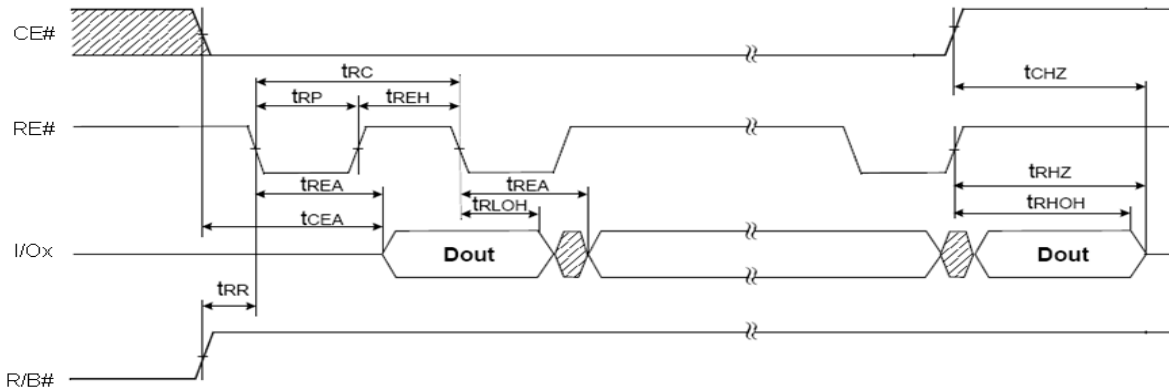 CE#
tRC
tCHZ
tRP
tREH
RE#
tREA
tREA
tRHZ
tCEA
tRLOH
tRHOH
I/Ox
Dout
Dout
tRR
R/B#